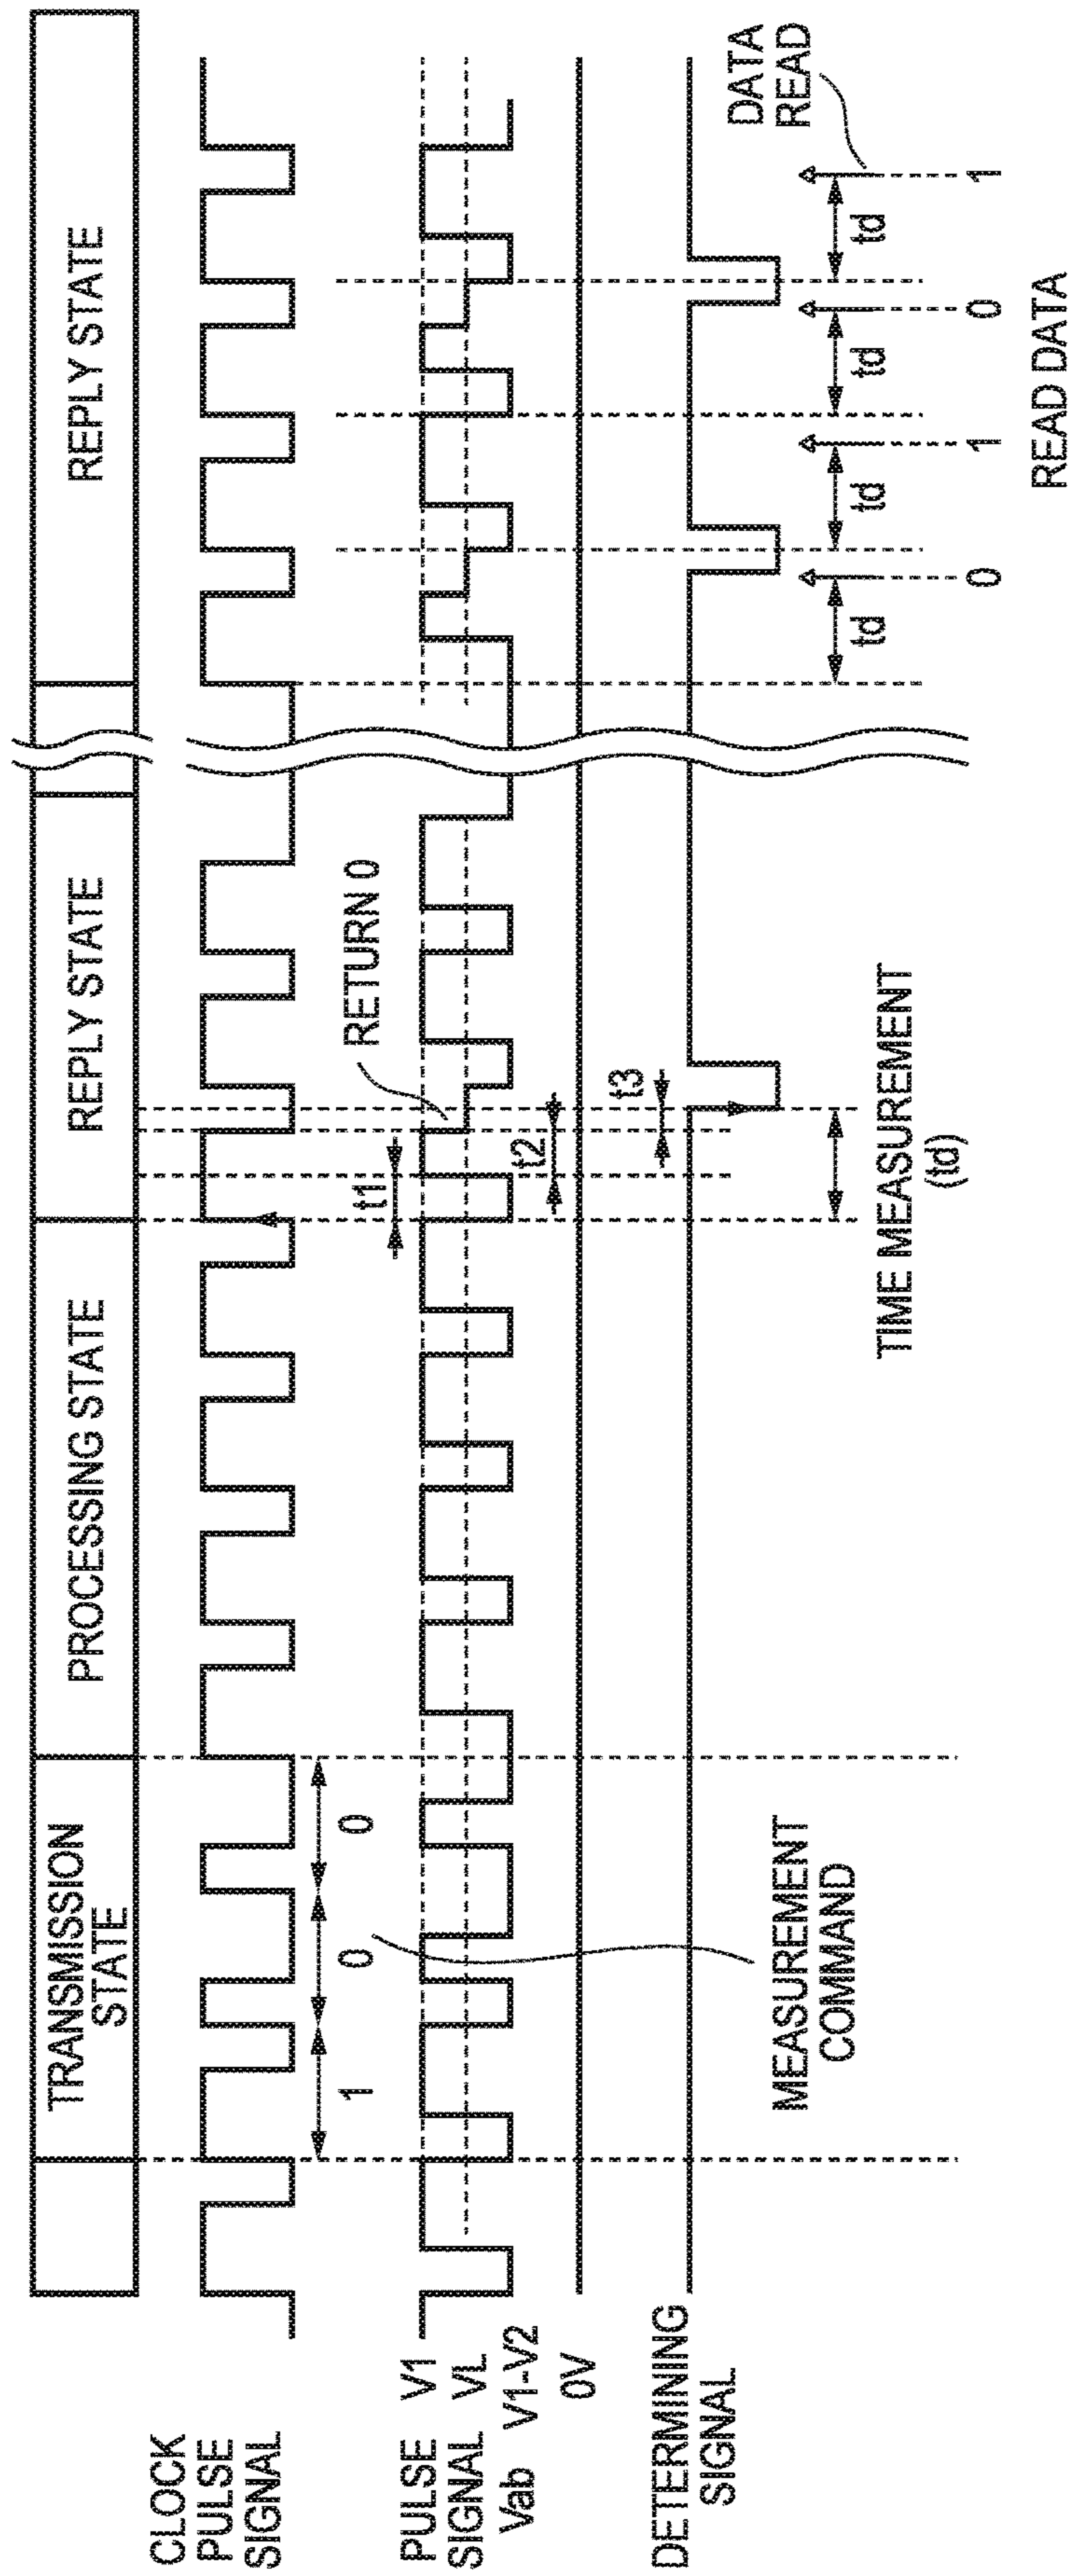 TRANSMISSION
STATE
PROCESSING STATE
REPLY STATE
REPLY STATE
CLOCK
PULSE
SIGNAL
1
0
0
PULSE
SIGNAL
Vab
V1
VL
V1-V2
0V
t1
RETURN 0
t2
t3
DETERMINING
SIGNAL
MEASUREMENT
COMMAND
TIME MEASUREMENT
(td)
td
td
td
td
DATA
READ
0
1
0
1
READ DATA